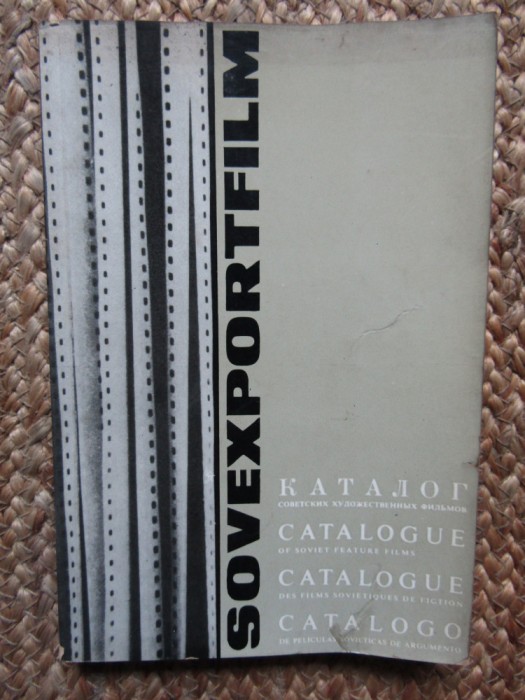 SOVEXPORTFILM
КАТАЛОГ
СОВЕТСКИХ ХУДОЖЕСТВЕННЫХ ФИЛЬМОВ
CATALOGUE
OF SOVIET FEATURE FILMS
CATALOGUE
DES FILMS SOVIETIQUES DE FICTION
CATALOGO
DE PELICULAS SOVIETICAS DE ARGUMENTO